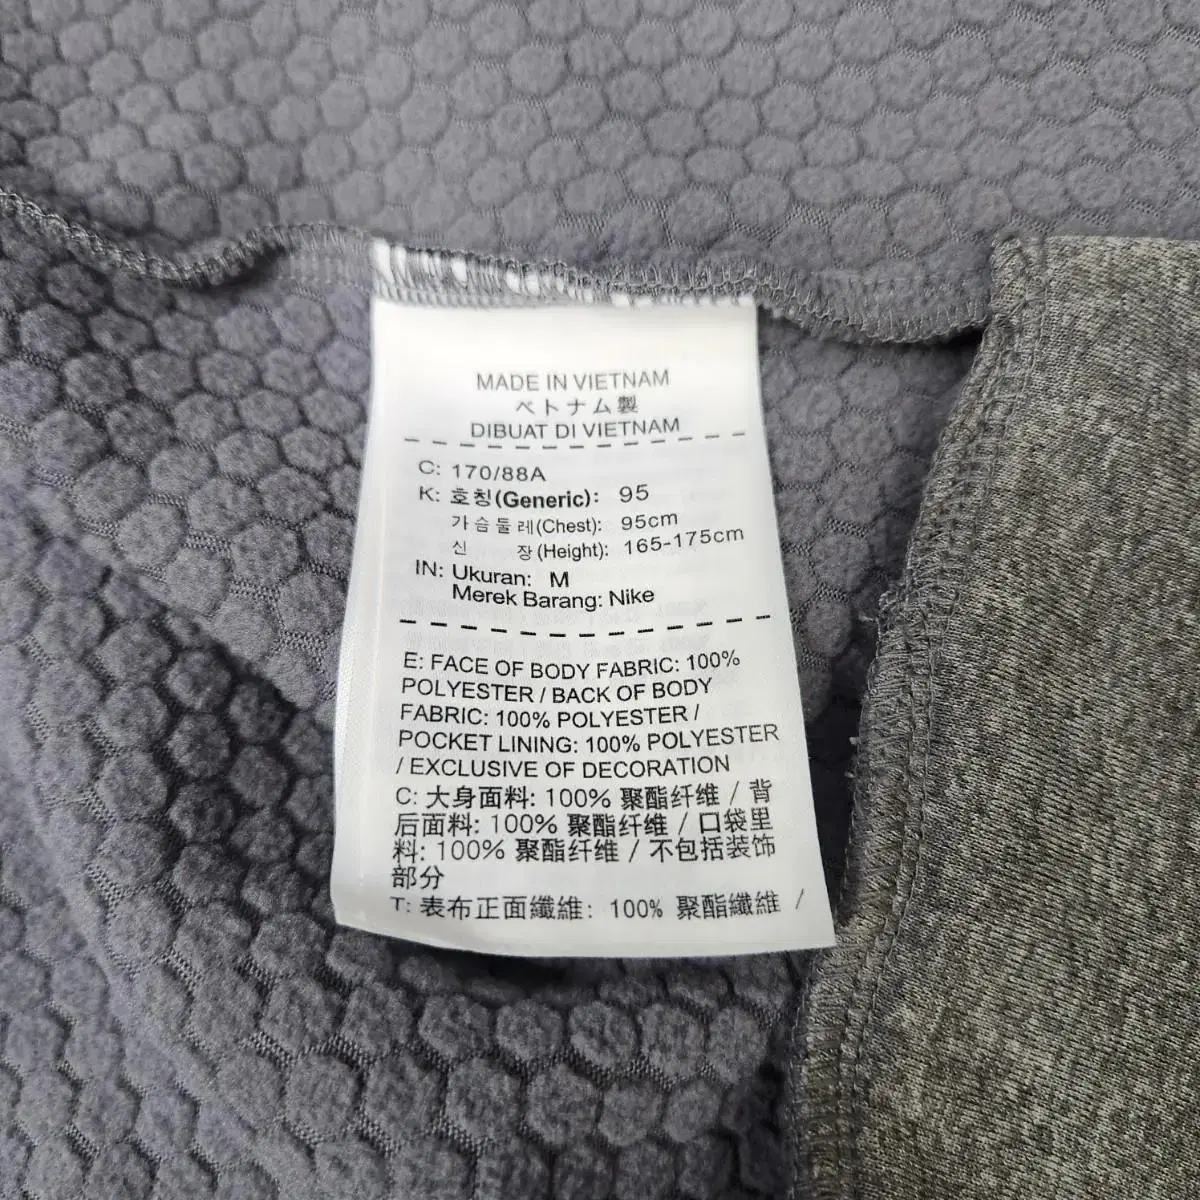 MADE IN VIETNAM
ベトナム製
DIBUAT DI VIETNAM
C: 170/88A
K: 호칭(Generic): 95
가슴둘레(Chest): 95cm
신 장(Height): 165-175cm
IN: Ukuran: M
Merek Barang: Nike
E: FACE OF BODY FABRIC: 100%
POLYESTER / BACK OF BODY
FABRIC: 100% POLYESTER /
POCKET LINING: 100% POLYESTER
/ EXCLUSIVE OF DECORATION
C: 大身面料: 100% 聚酯纤维 / 背
后面料: 100% 聚酯纤维 / 口袋里
料: 100% 聚酯纤维 / 不包括装饰
部分
T: 表布正面纖維: 100% 聚酯纖維 /